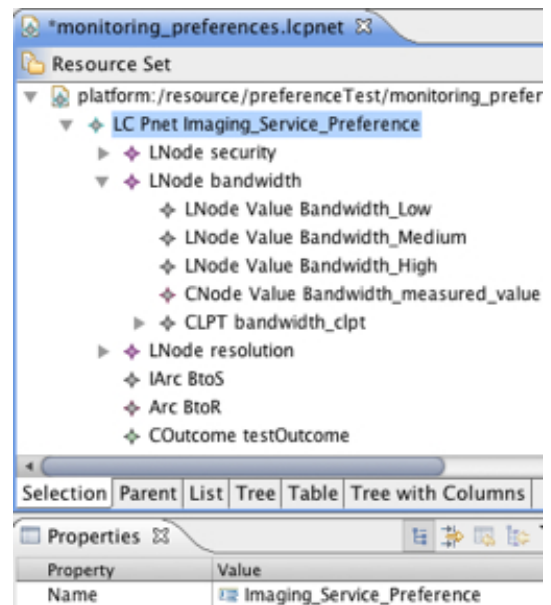 *monitoring_preferences.lcpnet
Resource Set
platform:/resource/preferenceTest/monitoring_prefer
LC Pnet Imaging_Service_Preference
LNode security
LNode bandwidth
LNode Value Bandwidth_Low
LNode Value Bandwidth_Medium
LNode Value Bandwidth_High
CNode Value Bandwidth_measured_value
CLPT bandwidth_clpt
LNode resolution
IArc BtoS
Arc BtoR
COutcome testOutcome
Selection Parent List Tree Table Tree with Columns
Properties
Property Value
Name Imaging_Service_Preference